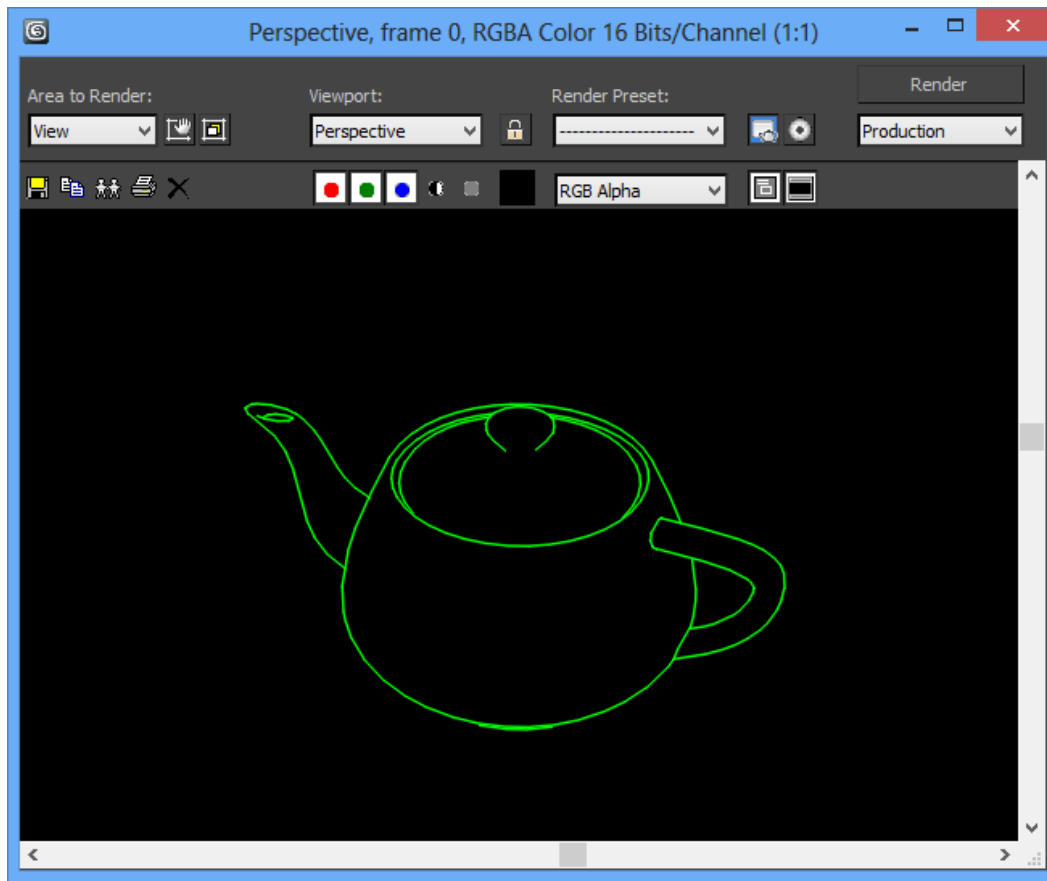 Perspective, frame 0, RGBA Color 16 Bits/Channel (1:1)
Area to Render:
Viewport:
Render Preset:
Render
View
Perspective
----------------------
Production
RGB Alpha